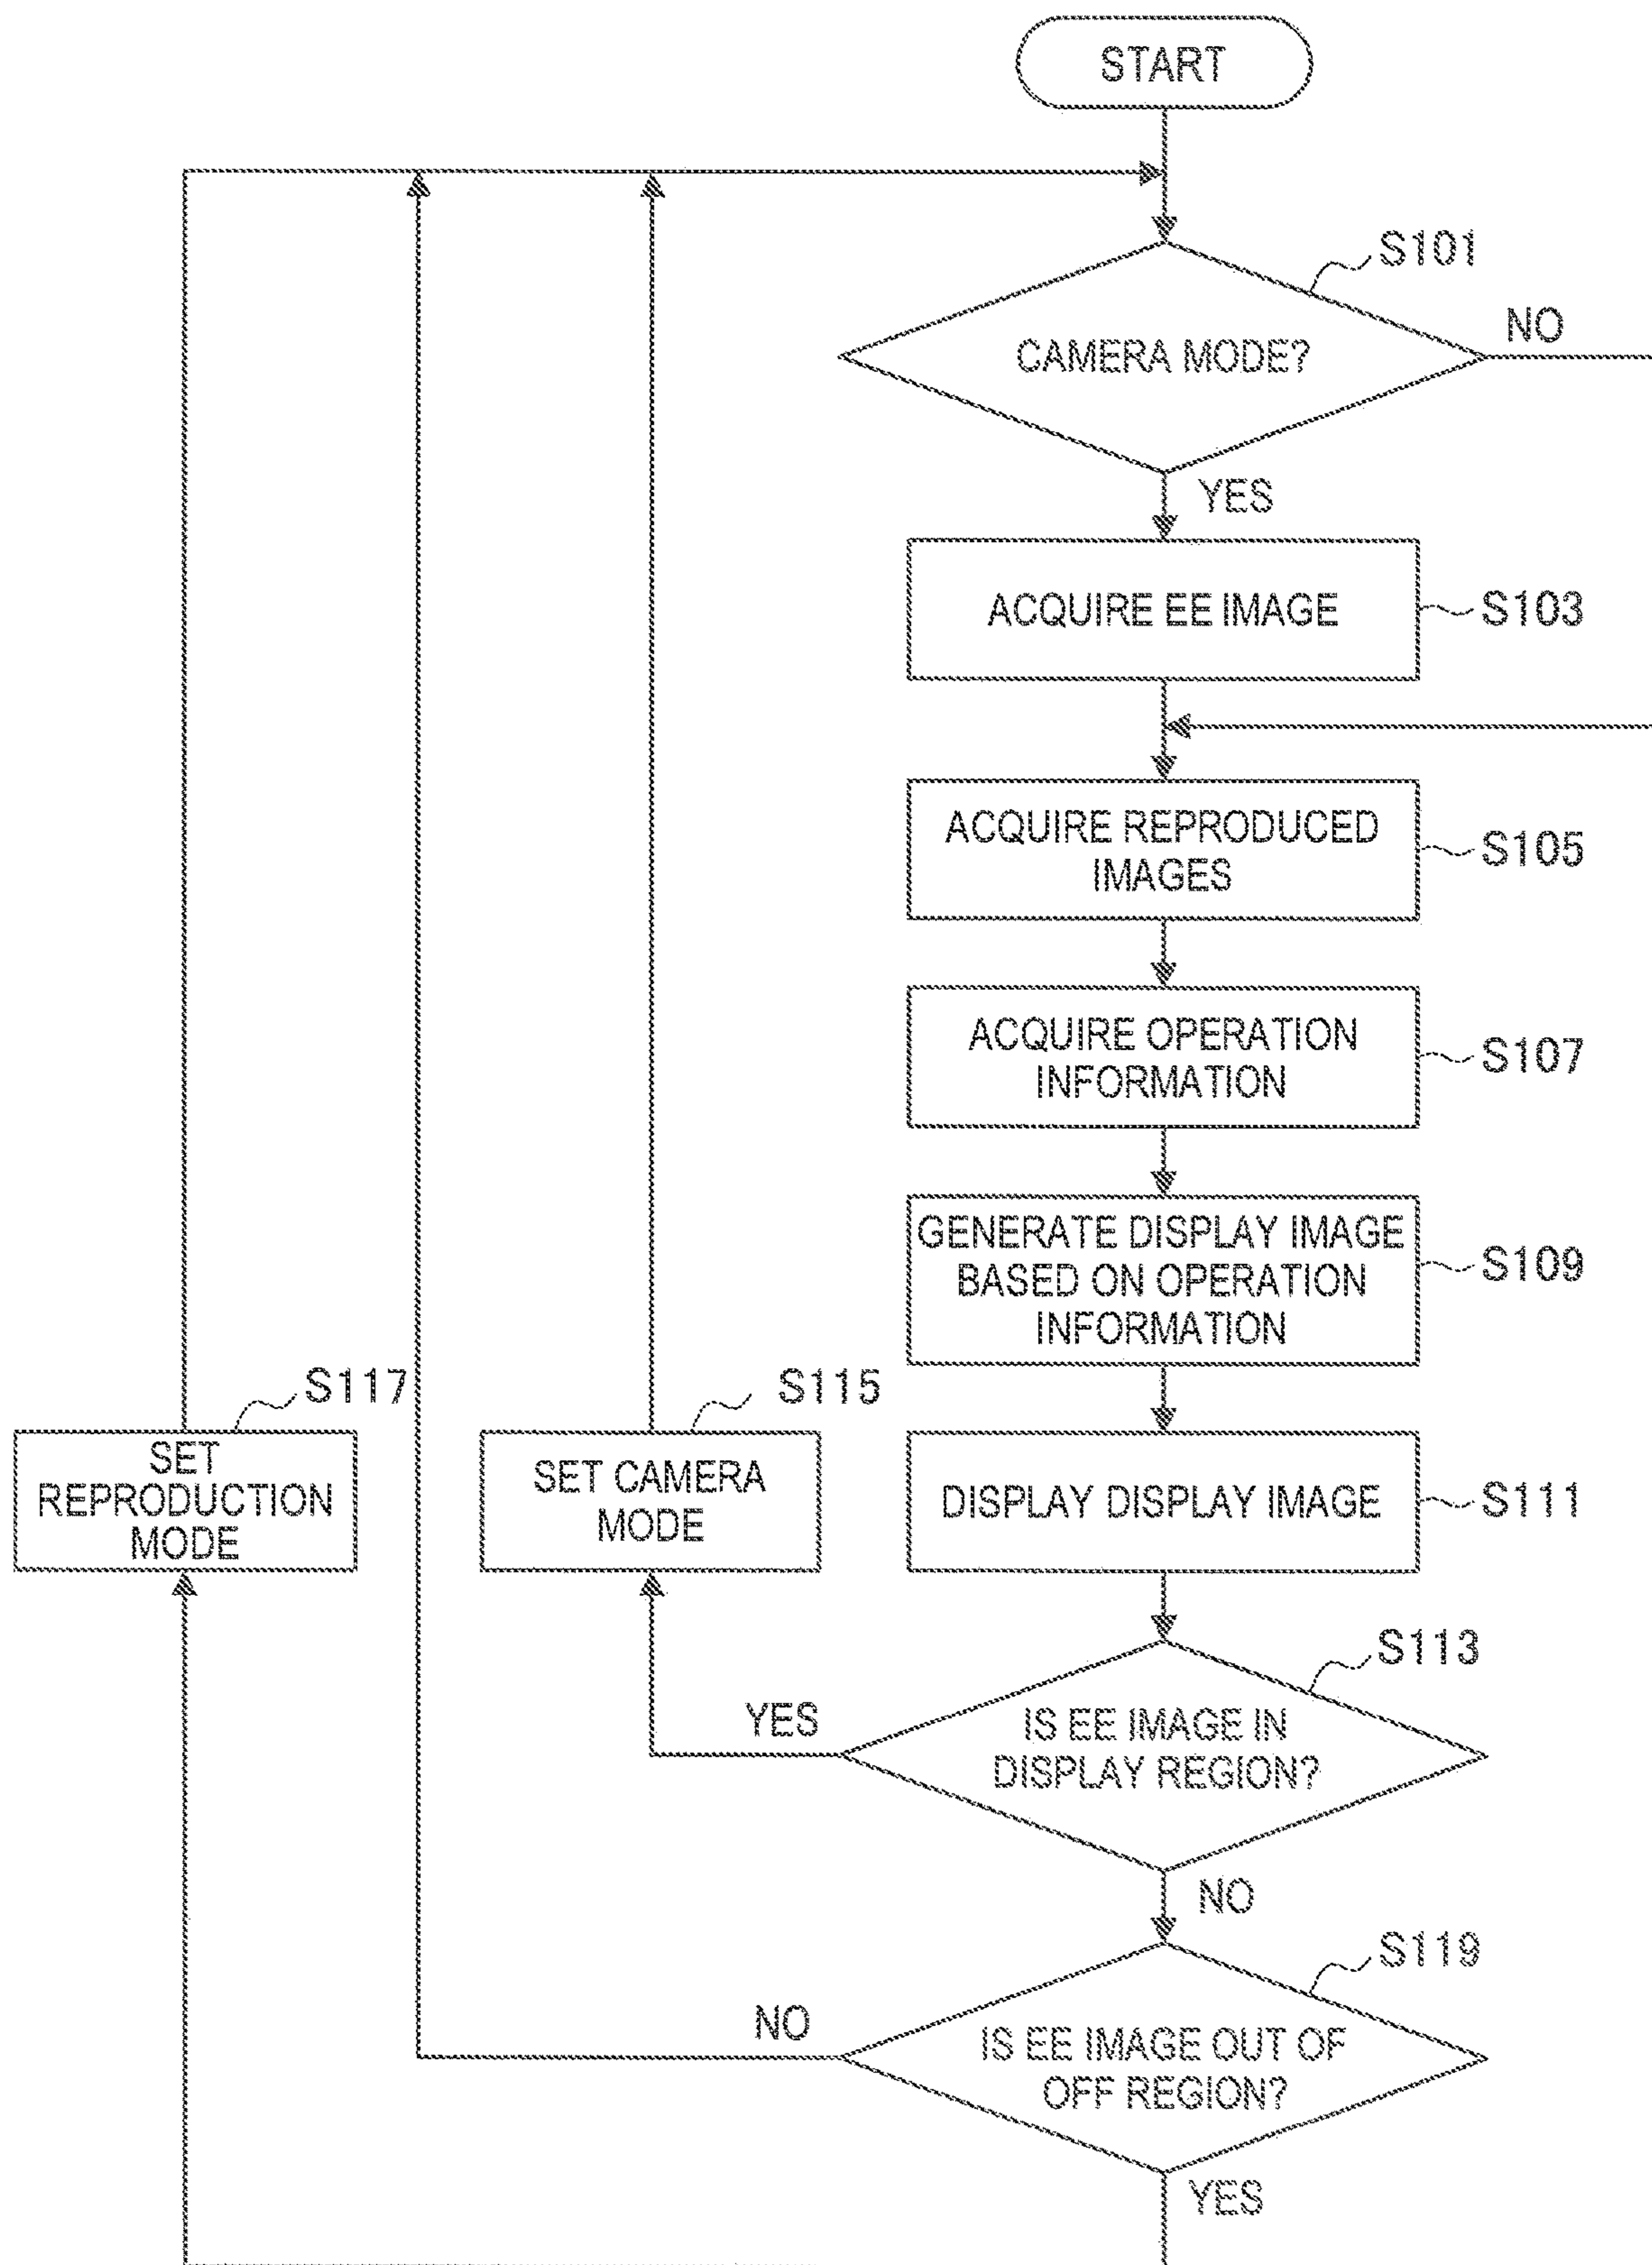 START
S101
CAMERA MODE?
NO
YES
ACQUIRE EE IMAGE
S103
ACQUIRE REPRODUCED
IMAGES
S105
ACQUIRE OPERATION
INFORMATION
S107
GENERATE DISPLAY IMAGE
BASED ON OPERATION
INFORMATION
S109
S117
SET
REPRODUCTION
MODE
S115
SET CAMERA
MODE
DISPLAY DISPLAY IMAGE
S111
S113
YES
IS EE IMAGE IN
DISPLAY REGION?
NO
S119
NO
IS EE IMAGE OUT OF
OFF REGION?
YES